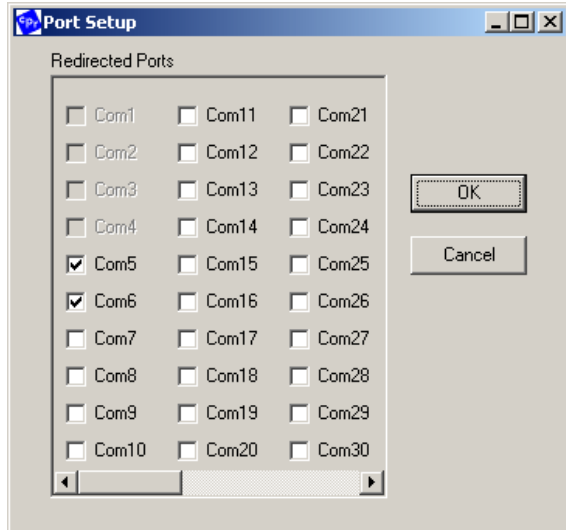 CPr Port Setup
Redirected Ports
Com1 Com11 Com21
Com2 Com12 Com22
Com3 Com13 Com23
Com4 Com14 Com24
Com5 Com15 Com25
Com6 Com16 Com26
Com7 Com17 Com27
Com8 Com18 Com28
Com9 Com19 Com29
Com10 Com20 Com30
OK
Cancel